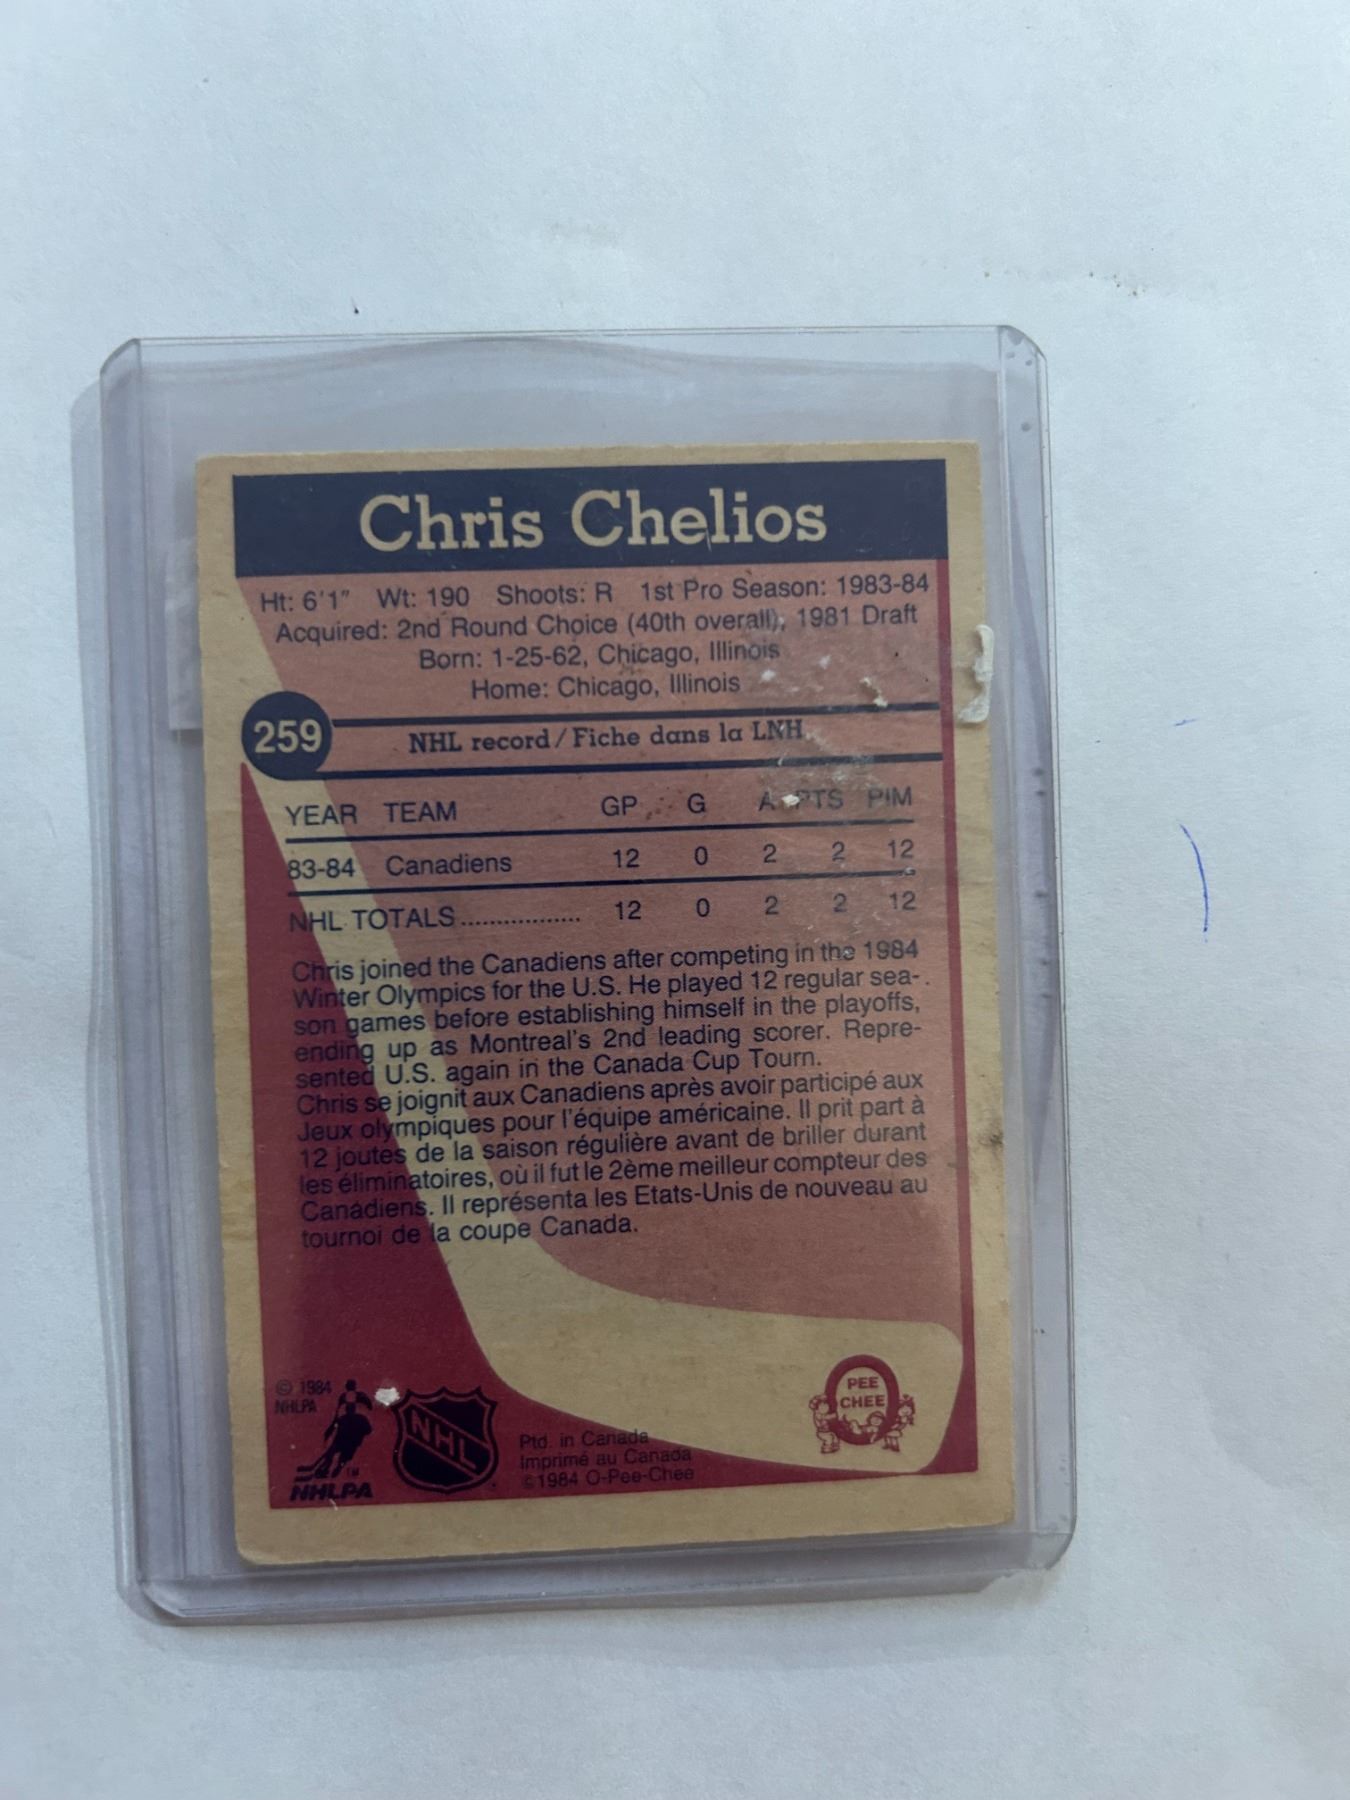 Chris Chelios
Ht: 6'1" Wt: 190 Shoots: R 1st Pro Season: 1983-84
Acquired: 2nd Round Choice (40th overall), 1981 Draft
Born: 1-25-62, Chicago, Illinois
Home: Chicago, Illinois
259
NHL record/Fiche dans la LNH
YEAR TEAM GP G A PTS PIM
83-84 Canadiens 12 0 2 2 12
NHL TOTALS................. 12 0 2 2 12
Chris joined the Canadiens after competing in the 1984
Winter Olympics for the U.S. He played 12 regular sea-
son games before establishing himself in the playoffs,
ending up as Montreal's 2nd leading scorer. Repre-
sented U.S. again in the Canada Cup Tourn.
Chris se joignit aux Canadiens après avoir participé aux
Jeux olympiques pour l'équipe américaine. Il prit part à
12 joutes de la saison régulière avant de briller durant
les éliminatoires, où il fut le 2ème meilleur compteur des
Canadiens. Il représenta les Etats-Unis de nouveau au
tournoi de la coupe Canada.
© 1984
NHLPA
TM
NHLPA
NHL
Ptd. in Canada
Imprimé au Canada
©1984 O-Pee-Chee
O
PEE
CHEE